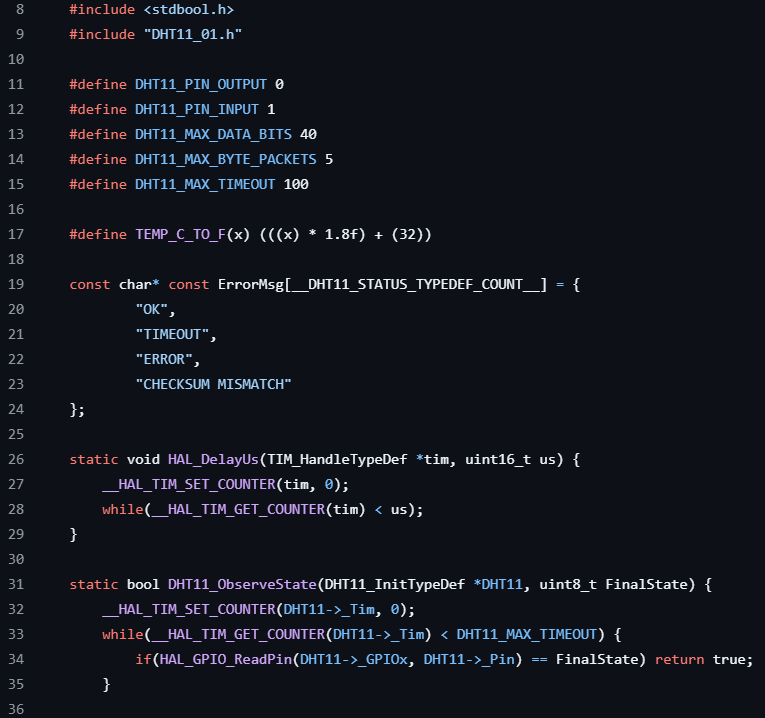 8 #include <stdbool.h>
9 #include "DHT11_01.h"
10
11 #define DHT11_PIN_OUTPUT 0
12 #define DHT11_PIN_INPUT 1
13 #define DHT11_MAX_DATA_BITS 40
14 #define DHT11_MAX_BYTE_PACKETS 5
15 #define DHT11_MAX_TIMEOUT 100
16
17 #define TEMP_C_TO_F(x) (((x) * 1.8f) + (32))
18
19 const char* const ErrorMsg[__DHT11_STATUS_TYPEDEF_COUNT__] = {
20         "OK",
21         "TIMEOUT",
22         "ERROR",
23         "CHECKSUM MISMATCH"
24 };
25
26 static void HAL_DelayUs(TIM_HandleTypeDef *tim, uint16_t us) {
27     __HAL_TIM_SET_COUNTER(tim, 0);
28     while(__HAL_TIM_GET_COUNTER(tim) < us);
29 }
30
31 static bool DHT11_ObserveState(DHT11_InitTypeDef *DHT11, uint8_t FinalState) {
32     __HAL_TIM_SET_COUNTER(DHT11->_Tim, 0);
33     while(__HAL_TIM_GET_COUNTER(DHT11->_Tim) < DHT11_MAX_TIMEOUT) {
34         if(HAL_GPIO_ReadPin(DHT11->_GPIOx, DHT11->_Pin) == FinalState) return true;
35     }
36